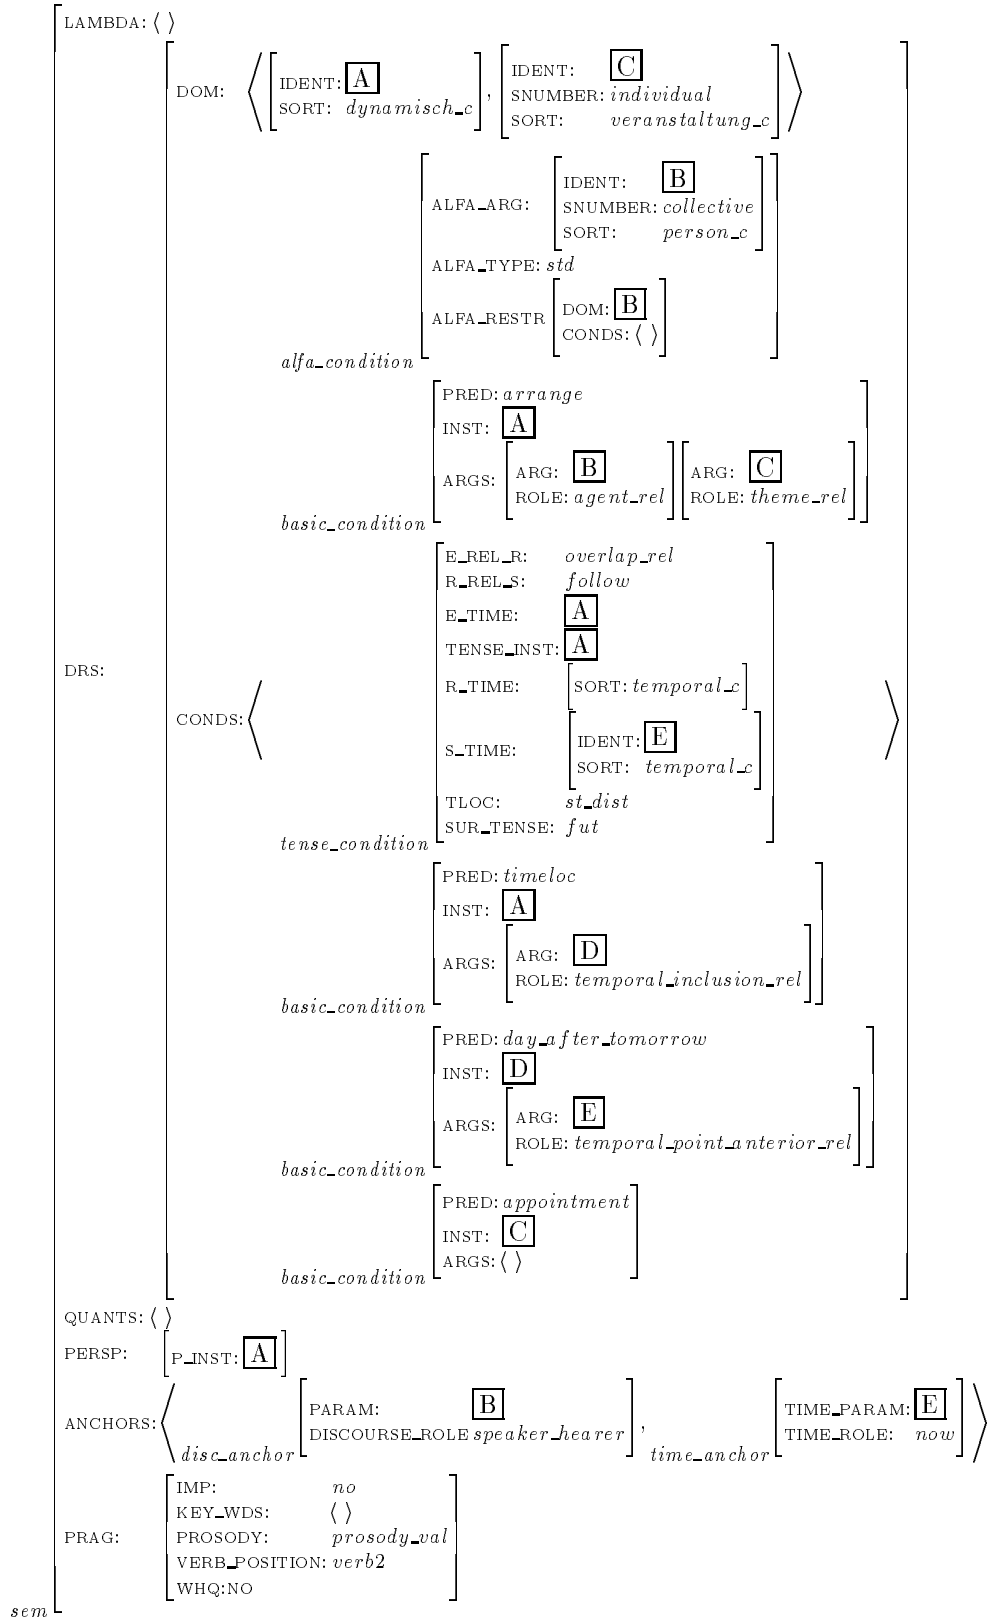 LAMBDA: ⟨ ⟩
DOM: ⟨ [ IDENT: A
SORT: dynamisch_c ] , [ IDENT: C
SNUMBER: individual
SORT: veranstaltung_c ] ⟩
ALFA_ARG: [ IDENT: B
SNUMBER: collective
SORT: person_c ]
ALFA_TYPE: std
ALFA_RESTR [ DOM: B
CONDS: ⟨ ⟩ ]
alfa_condition
PRED: arrange
INST: A
ARGS: [ ARG: B
ROLE: agent_rel ] [ ARG: C
ROLE: theme_rel ]
basic_condition
E_REL_R: overlap_rel
R_REL_S: follow
E_TIME: A
TENSE_INST: A
DRS:
R_TIME: [ SORT: temporal_c ]
CONDS: ⟨ ⟩
S_TIME: [ IDENT: E
SORT: temporal_c ]
TLOC: st_dist
SUR_TENSE: fut
tense_condition
PRED: timeloc
INST: A
ARGS: [ ARG: D
ROLE: temporal_inclusion_rel ]
basic_condition
PRED: day_after_tomorrow
INST: D
ARGS: [ ARG: E
ROLE: temporal_point_anterior_rel ]
basic_condition
PRED: appointment
INST: C
ARGS: ⟨ ⟩
basic_condition
QUANTS: ⟨ ⟩
PERSP: [ P_INST: A ]
ANCHORS: ⟨ disc_anchor [ PARAM: B
DISCOURSE_ROLE speaker_hearer ] , time_anchor [ TIME_PARAM: E
TIME_ROLE: now ] ⟩
IMP: no
KEY_WDS: ⟨ ⟩
PRAG: PROSODY: prosody_val
VERB_POSITION: verb2
WHQ:NO
sem